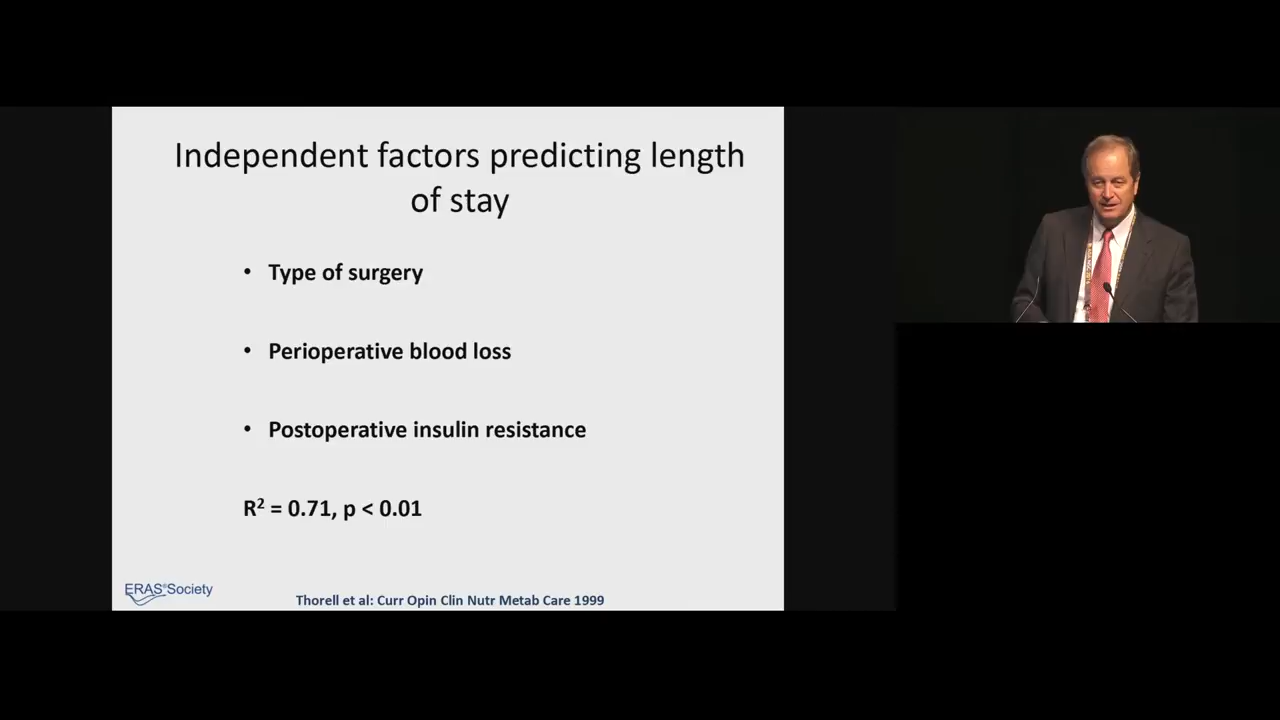 Independent factors predicting length
of stay
• Type of surgery
• Perioperative blood loss
• Postoperative insulin resistance
R² = 0.71, p < 0.01
ERAS®Society
Thorell et al: Curr Opin Clin Nutr Metab Care 1999